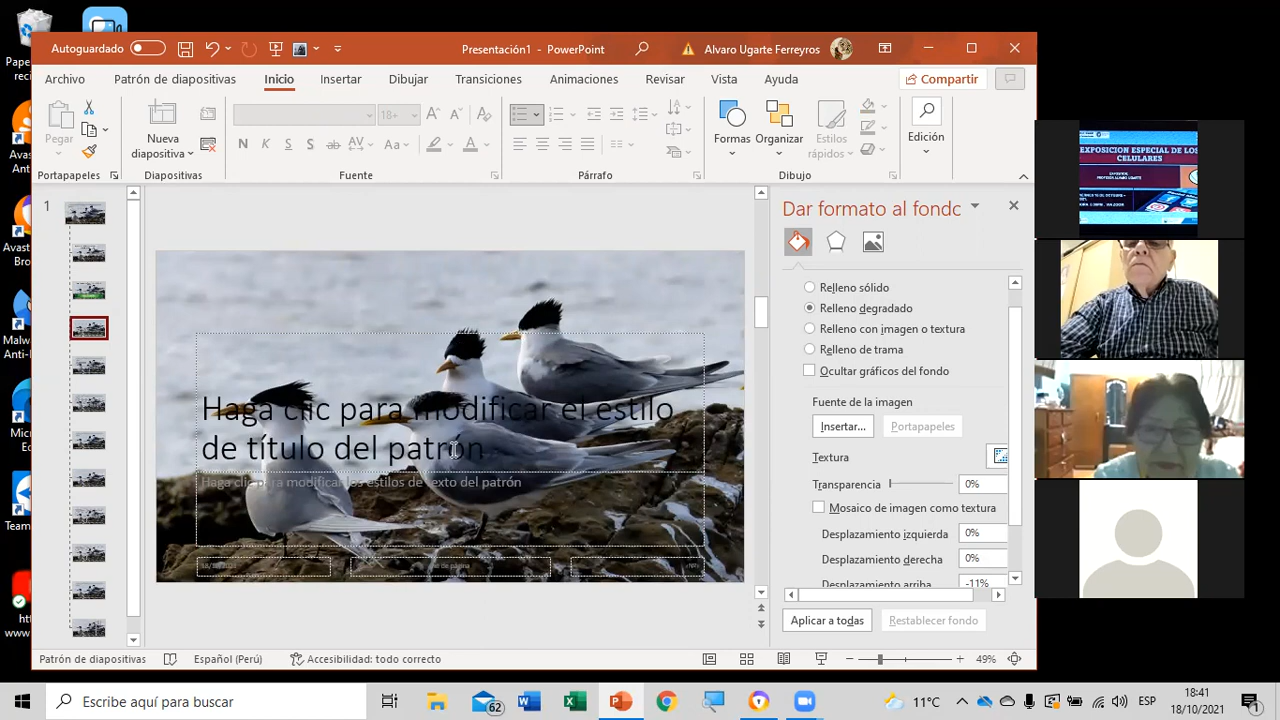 Autoguardado
Presentación1 - PowerPoint
Alvaro Ugarte Ferreyros
Archivo
Patrón de diapositivas
Inicio
Insertar
Dibujar
Transiciones
Animaciones
Revisar
Vista
Ayuda
Compartir
Pegar
Nueva
diapositiva
18+
N K S S ab AV Aa
Formas
Organizar
Estilos
rápidos
Edición
Portapapeles
Diapositivas
Fuente
Párrafo
Dibujo
1
Haga clic para modificar el estilo
de título del patrón
Haga clic para modificar los estilos de texto del patrón
Dar formato al fondo
Relleno sólido
Relleno degradado
Relleno con imagen o textura
Relleno de trama
Ocultar gráficos del fondo
Fuente de la imagen
Insertar...
Portapapeles
Textura
Transparencia
0%
Mosaico de imagen como textura
Desplazamiento izquierda
0%
Desplazamiento derecha
0%
Desplazamiento arriba
-11%
Aplicar a todas
Restablecer fondo
Patrón de diapositivas
Español (Perú)
Accesibilidad: todo correcto
49%
EXPOSICION ESPECIAL DE LOS
CELULARES
Escribe aquí para buscar
62
11°C
ESP
18:41
18/10/2021
1